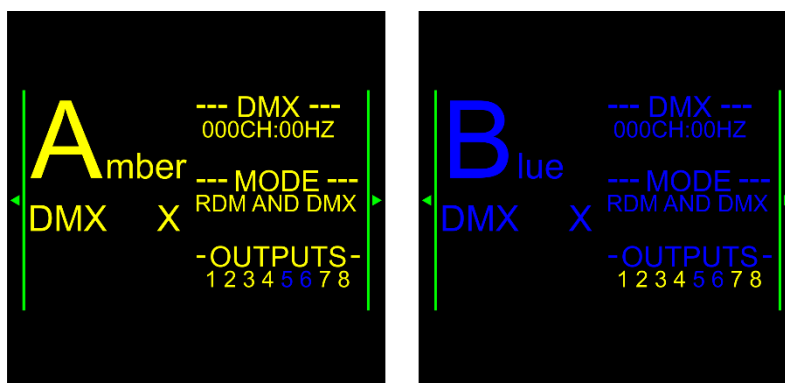 Amber
DMX X
--- DMX ---
000CH:00HZ
--- MODE ---
RDM AND DMX
-OUTPUTS-
1 2 3 4 5 6 7 8
Blue
DMX X
--- DMX ---
000CH:00HZ
--- MODE ---
RDM AND DMX
-OUTPUTS-
1 2 3 4 5 6 7 8